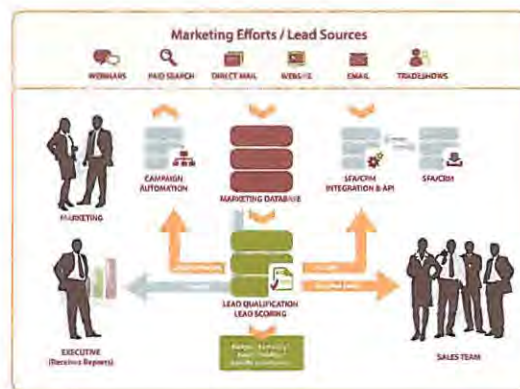 Marketing Efforts / Lead Sources
WEBINARS
PAID SEARCH
DIRECT MAIL
WEBSITE
EMAIL
TRADESHOWS
MARKETING
CAMPAIGN
AUTOMATION
MARKETING DATABASE
SFA/CRM
INTEGRATION & API
SFA/CRM
EXECUTIVE
(Receives Reports)
LEAD QUALIFICATION
LEAD SCORING
SALES TEAM